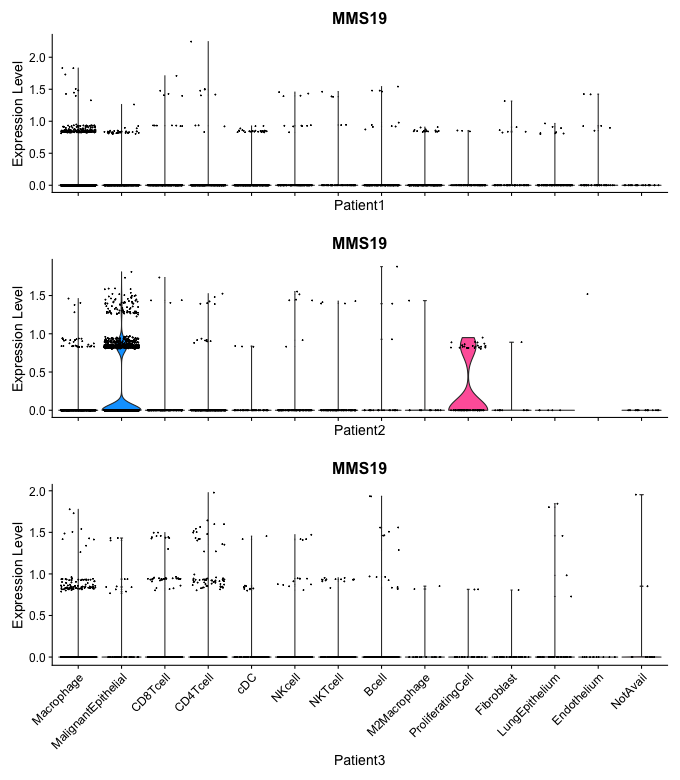 MMS19
Expression Level
2.0
1.5
1.0
0.5
0.0
Patient1
MMS19
Expression Level
1.5
1.0
0.5
0.0
Patient2
MMS19
Expression Level
2.0
1.5
1.0
0.5
0.0
Macrophage
MalignantEpithelial
CD8Tcell
CD4Tcell
cDC
NKcell
NKTcell
Bcell
M2Macrophage
ProliferatingCell
Fibroblast
LungEpithelium
Endothelium
NotAvail
Patient3